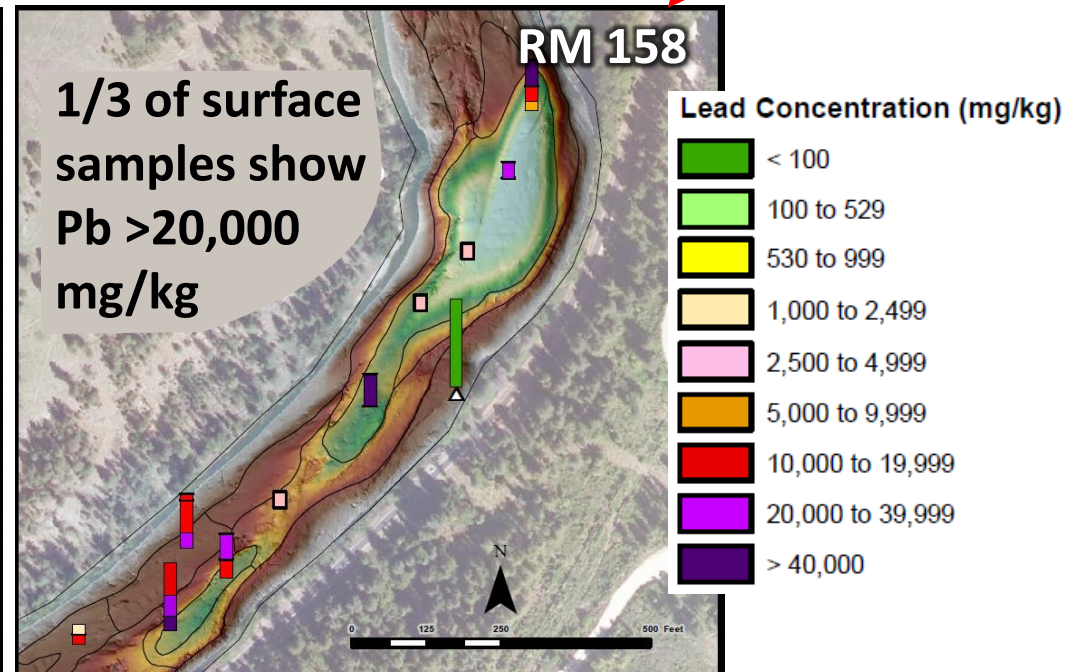 RM 158
1/3 of surface
samples show
Pb >20,000
mg/kg
Lead Concentration (mg/kg)
< 100
100 to 529
530 to 999
1,000 to 2,499
2,500 to 4,999
5,000 to 9,999
10,000 to 19,999
20,000 to 39,999
> 40,000
N
0 125 250 500 Feet